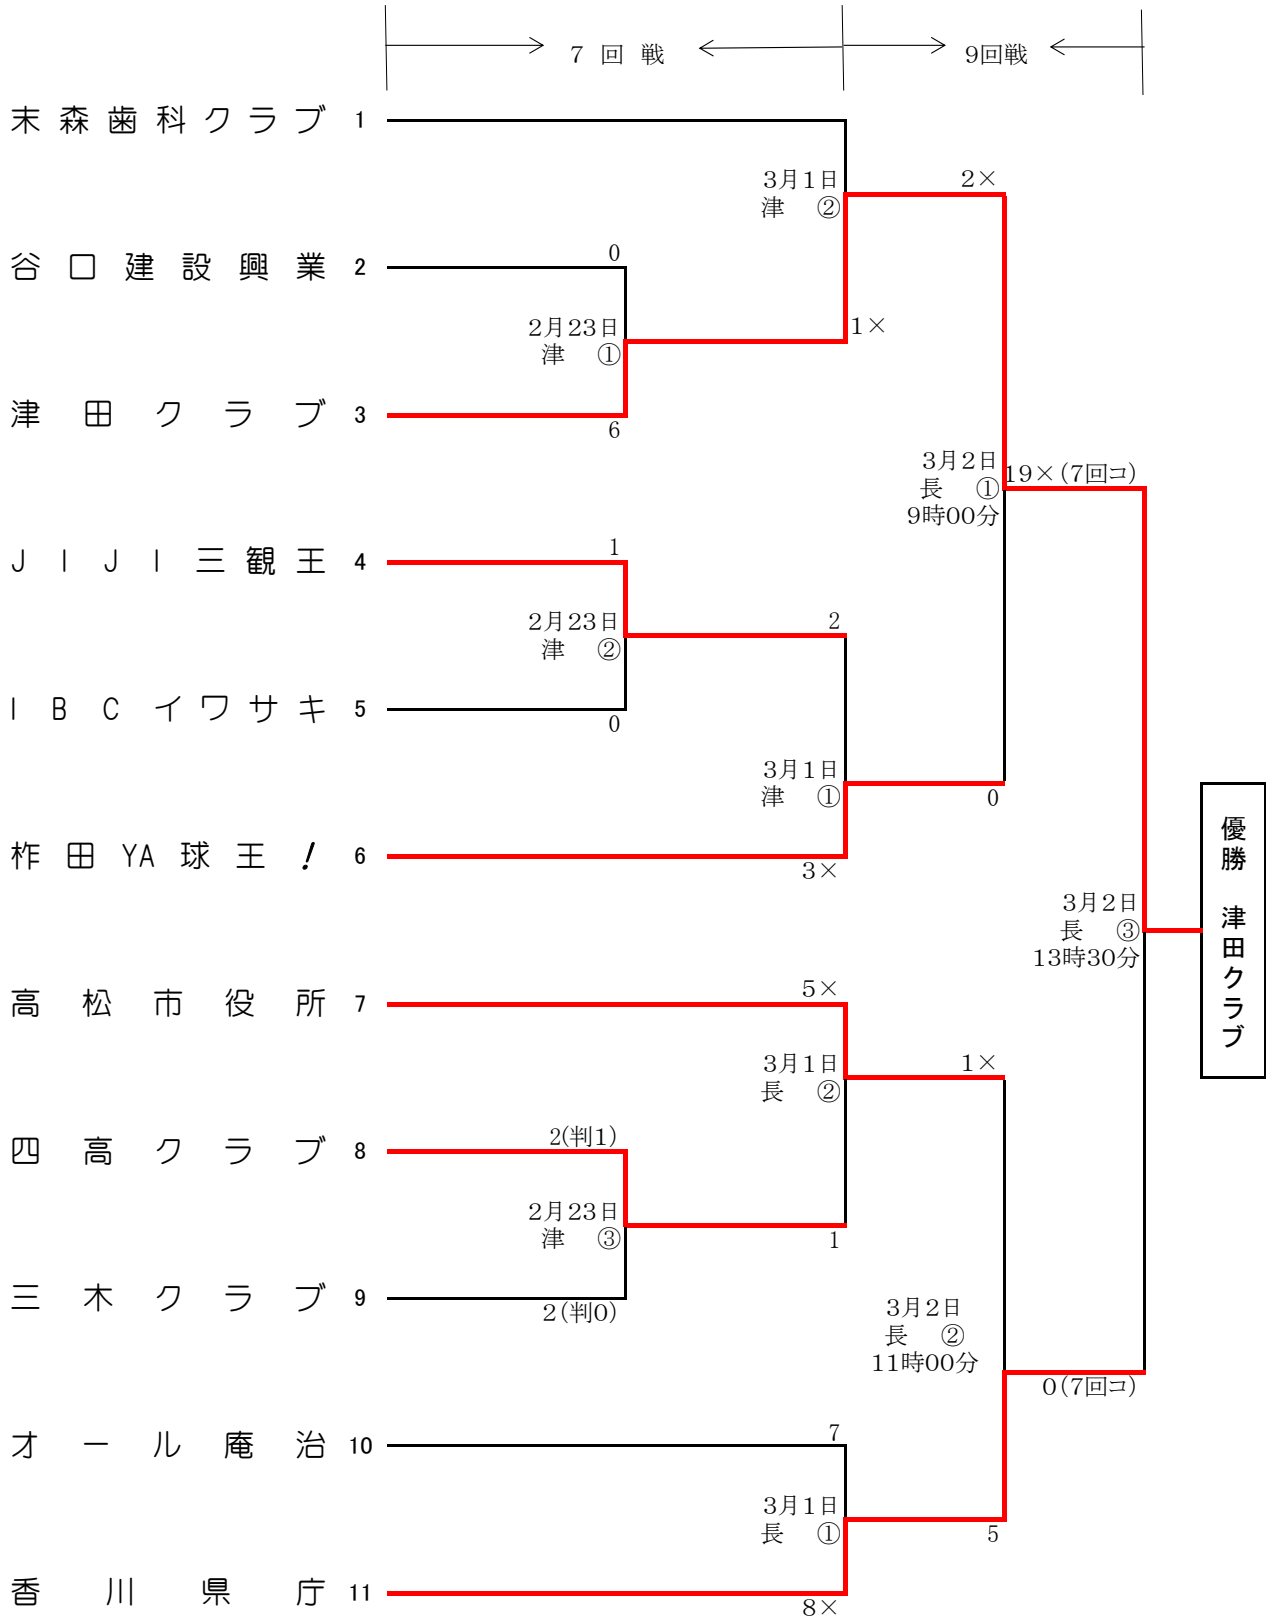 7 回 戦
9回戦
末森歯科クラブ 1
3月1日
津 ②
2×
谷口建設興業 2
0
2月23日
津 ①
1×
津田クラブ 3
6
3月2日
長 ①
9時00分
19×(7回コ)
JIJI三観王 4
1
2月23日
津 ②
2
IBCイワサキ 5
0
3月1日
津 ①
0
柞田YA球王! 6
3×
優勝 津田クラブ
3月2日
長 ③
13時30分
高松市役所 7
5×
3月1日
長 ②
1×
四高クラブ 8
2(判1)
2月23日
津 ③
1
三木クラブ 9
2(判0)
3月2日
長 ②
11時00分
0(7回コ)
オール庵治 10
7
3月1日
長 ①
5
香川県庁 11
8×